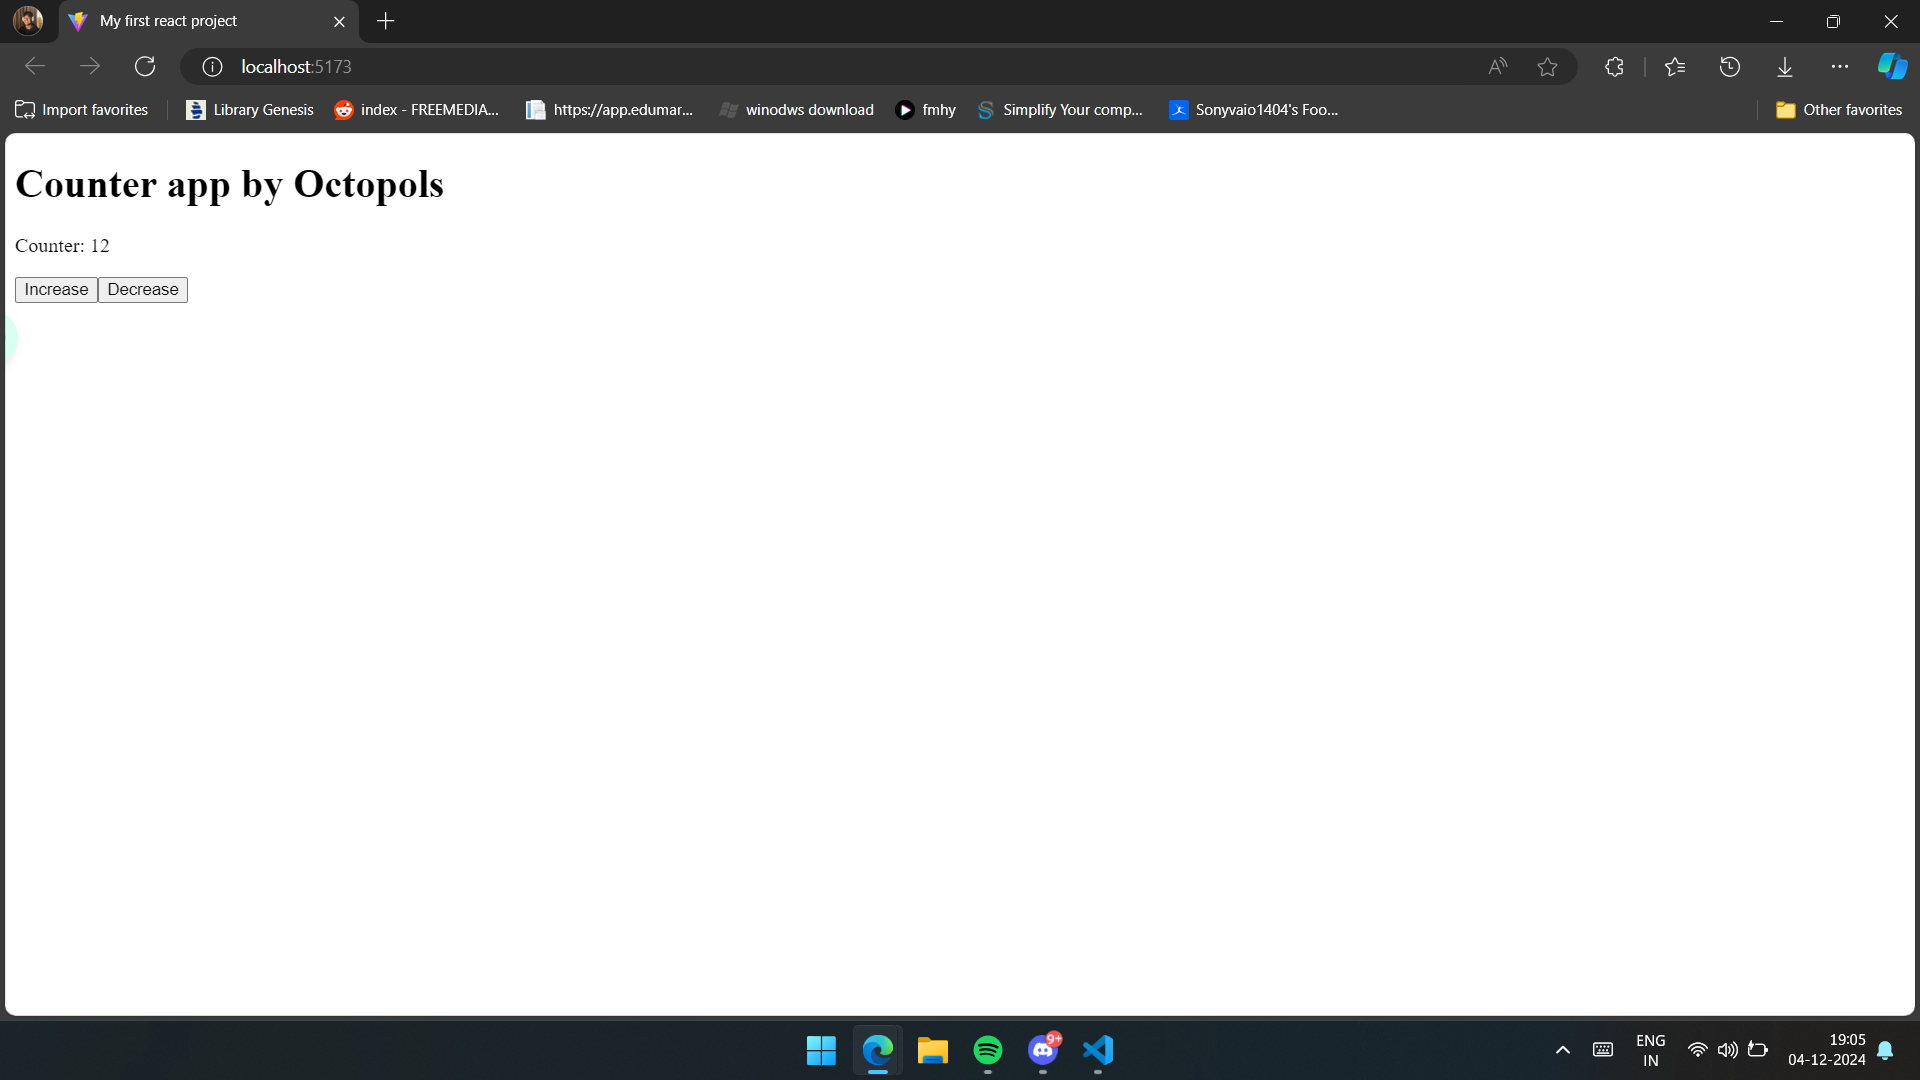 My first react project
localhost:5173
Import favorites
Library Genesis
index - FREEMEDIA...
https://app.edumar...
winodws download
fmhy
Simplify Your comp...
Sonyvaio1404's Foo...
Other favorites
Counter app by Octopols
Counter: 12
Increase Decrease
9+
ENG
IN
19:05
04-12-2024